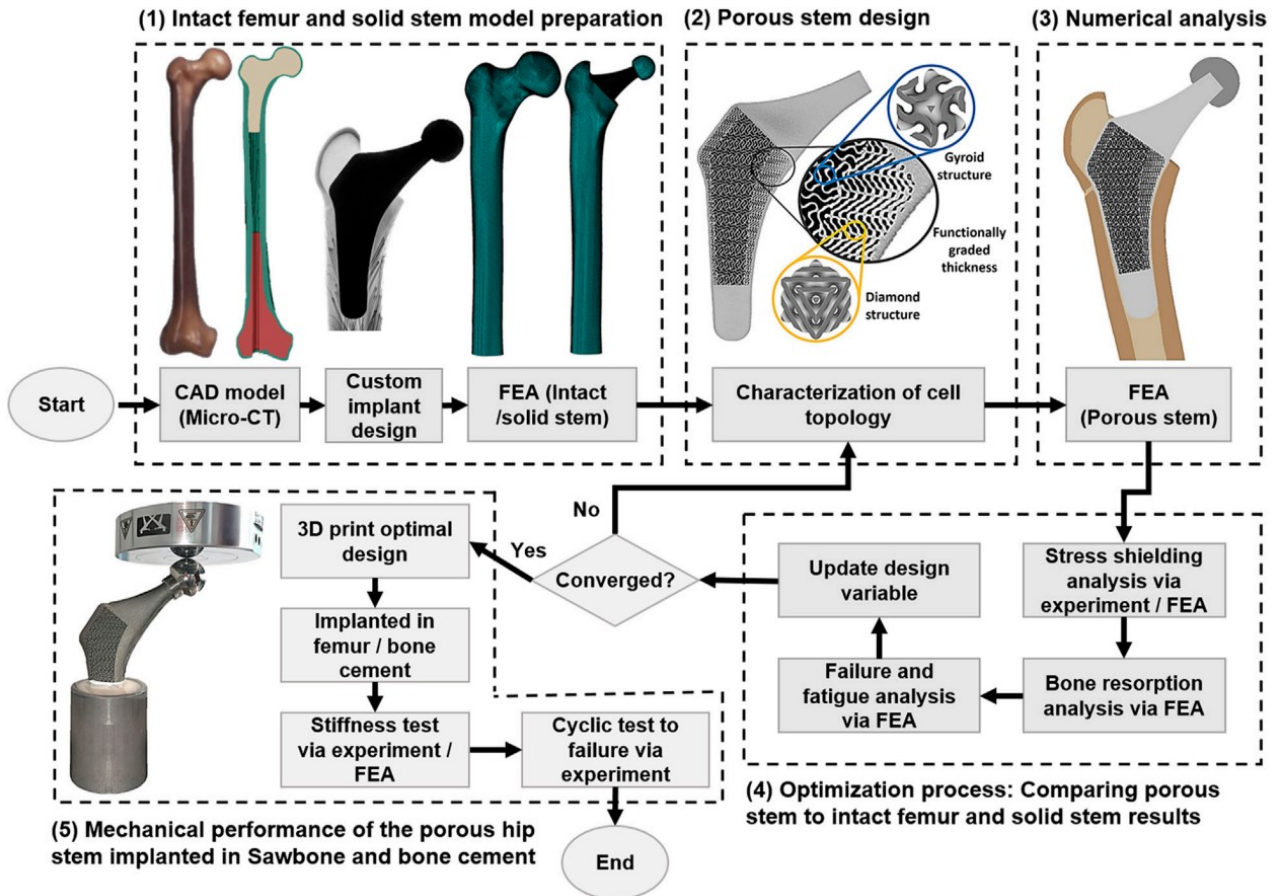 (1) Intact femur and solid stem model preparation
(2) Porous stem design
(3) Numerical analysis
Gyroid
structure
Functionally
graded
thickness
Diamond
structure
Start
CAD model
(Micro-CT)
Custom
implant
design
FEA (Intact
/solid stem)
Characterization of cell
topology
FEA
(Porous stem)
No
Yes
Converged?
3D print optimal
design
Implanted in
femur / bone
cement
Stiffness test
via experiment /
FEA
Cyclic test to
failure via
experiment
Update design
variable
Stress shielding
analysis via
experiment / FEA
Failure and
fatigue analysis
via FEA
Bone resorption
analysis via FEA
(4) Optimization process: Comparing porous
stem to intact femur and solid stem results
(5) Mechanical performance of the porous hip
stem implanted in Sawbone and bone cement
End